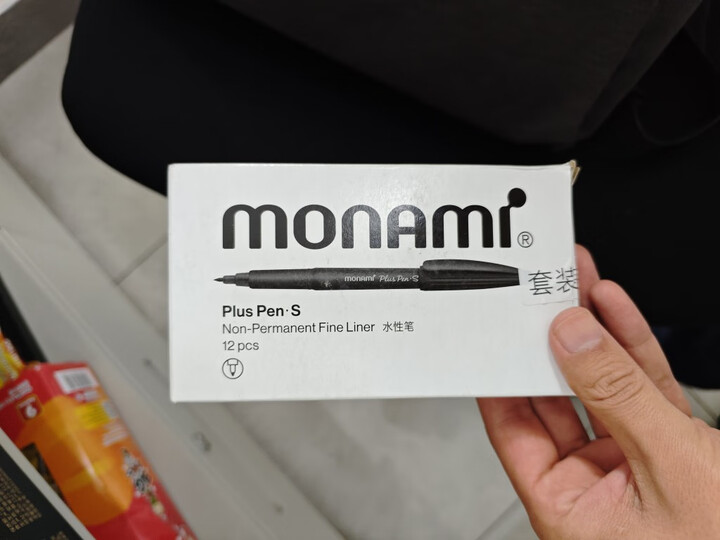 monami®
monami Plus Pen·S
套装
Plus Pen·S
Non-Permanent Fine Liner 水性笔
12 pcs